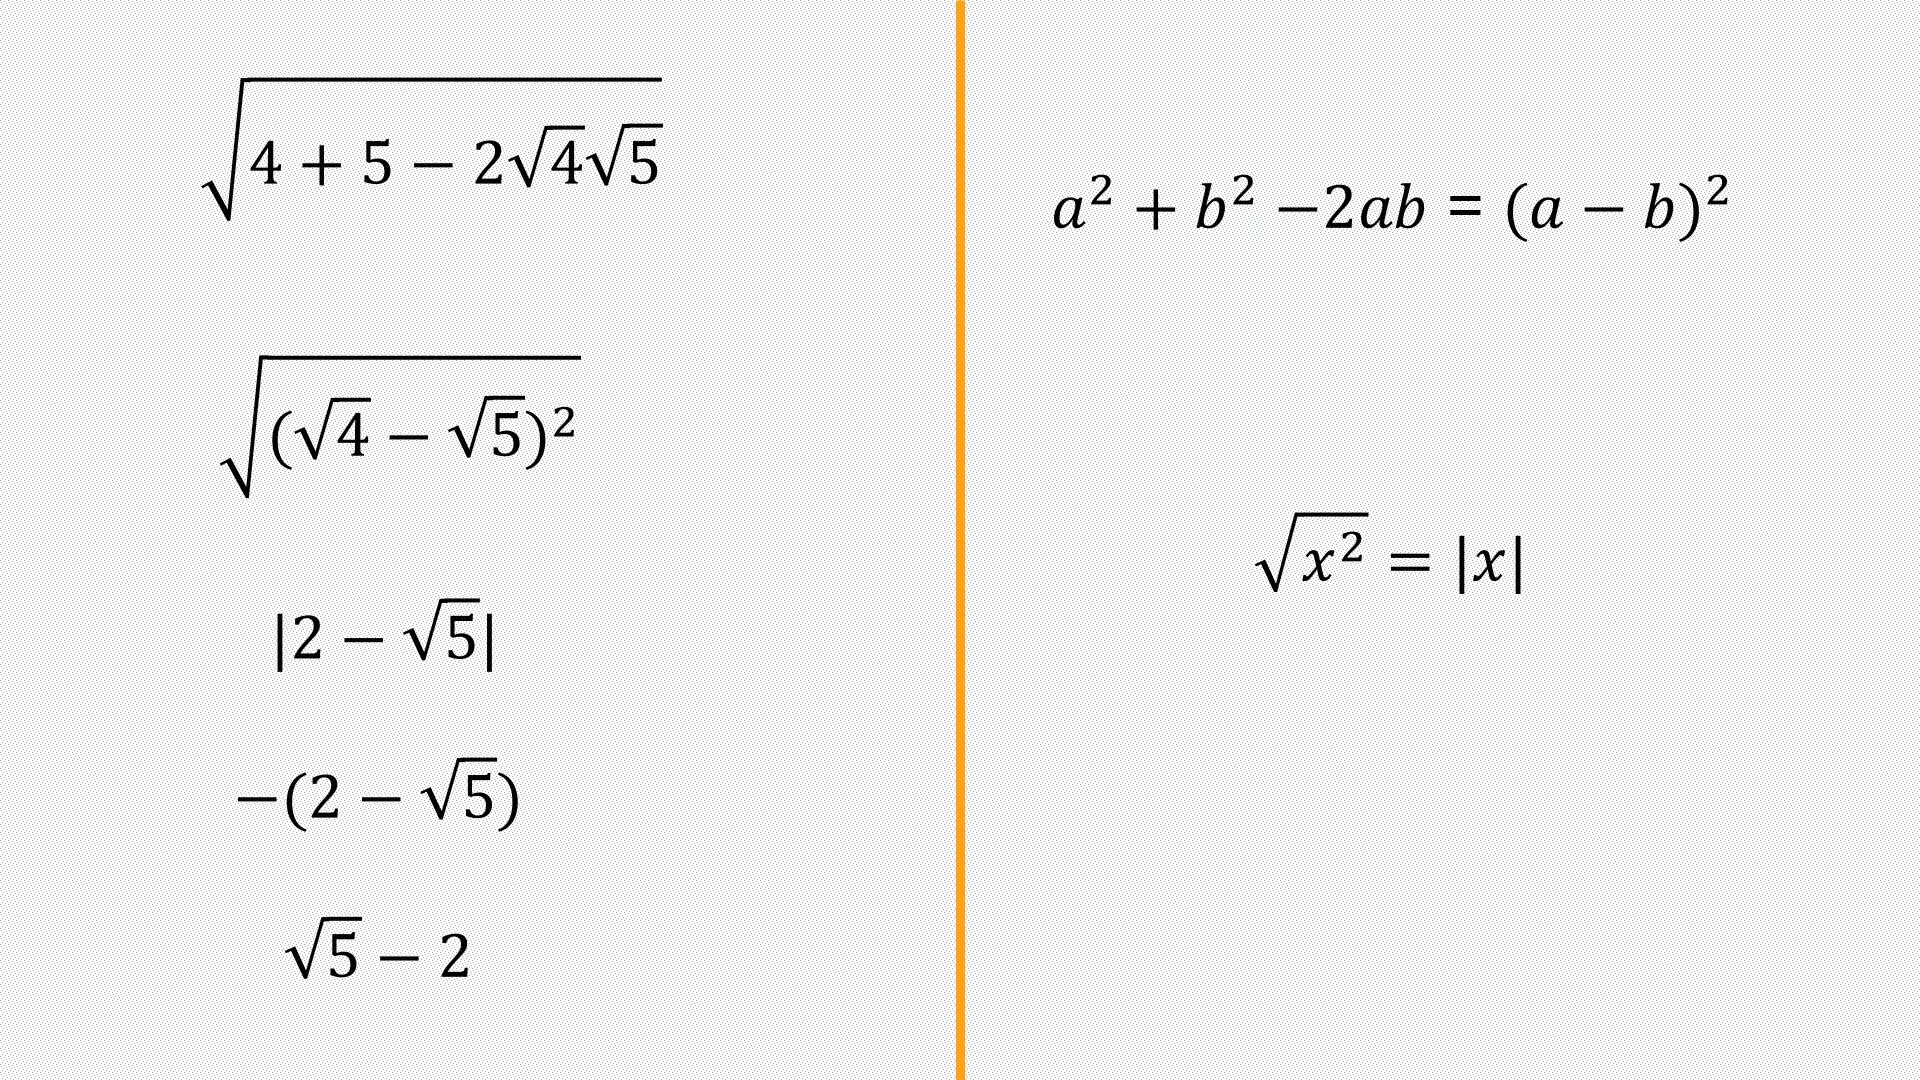 √(4 + 5 − 2√4√5)
√((√4 − √5)²)
|2 − √5|
−(2 − √5)
√5 − 2
a² + b² −2ab = (a − b)²
√(x²) = |x|